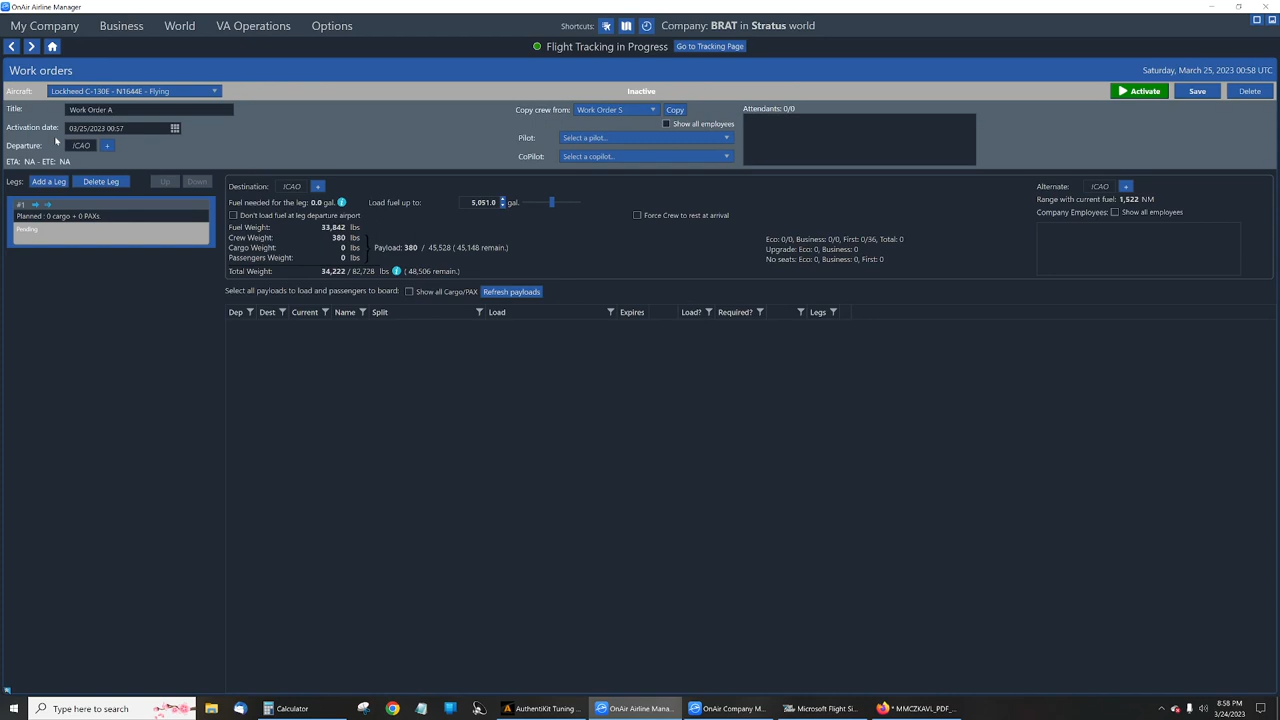 OnAir Airline Manager
My Company Business World VA Operations Options Shortcuts: Company: BRAT in Stratus world
Flight Tracking in Progress Go to Tracking Page
Work orders Saturday, March 25, 2023 00:58 UTC
Aircraft: Lockheed C-130E - N1644E - Flying Inactive Activate Save Delete
Title: Work Order A Copy crew from: Work Order S Copy Attendants: 0/0
Show all employees
Activation date: 03/25/2023 00:57 Pilot: Select a pilot...
Departure: ICAO + CoPilot: Select a copilot...
ETA: NA - ETE: NA
Legs: Add a Leg Delete Leg Up Down Destination: ICAO + Alternate: ICAO +
Fuel needed for the leg: 0.0 gal. Load fuel up to: 5,051.0 gal. Range with current fuel: 1,522 NM
#1
Planned : 0 cargo + 0 PAXs.
Pending
Don't load fuel at leg departure airport Force Crew to rest at arrival Company Employees: Show all employees
Fuel Weight: 33,842 lbs
Crew Weight: 380 lbs Eco: 0/0, Business: 0/0, First: 0/36, Total: 0
Cargo Weight: 0 lbs Payload: 380 / 45,528 ( 45,148 remain.) Upgrade: Eco: 0, Business: 0
Passengers Weight: 0 lbs No seats: Eco: 0, Business: 0, First: 0
Total Weight: 34,222 / 82,728 lbs ( 48,506 remain.)
Select all payloads to load and passengers to board: Show all Cargo/PAX Refresh payloads
Dep Dest Current Name Split Load Expires Load? Required? Legs
Type here to search Calculator AuthentiKit Tuning ... OnAir Airline Mana... OnAir Company M... Microsoft Flight Si... * MMCZKAVL_PDF_... 8:58 PM
3/24/2023